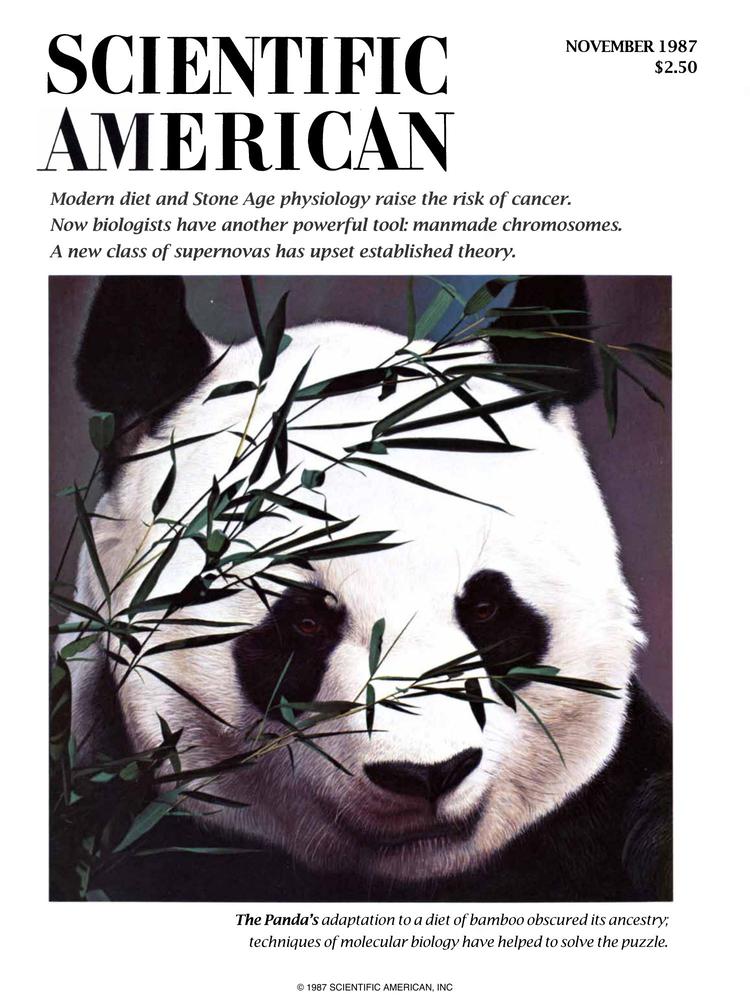 SCIENTIFIC
AMERICAN
NOVEMBER 1987
$2.50
Modern diet and Stone Age physiology raise the risk of cancer.
Now biologists have another powerful tool: manmade chromosomes.
A new class of supernovas has upset established theory.
The Panda's adaptation to a diet of bamboo obscured its ancestry;
techniques of molecular biology have helped to solve the puzzle.
© 1987 SCIENTIFIC AMERICAN, INC